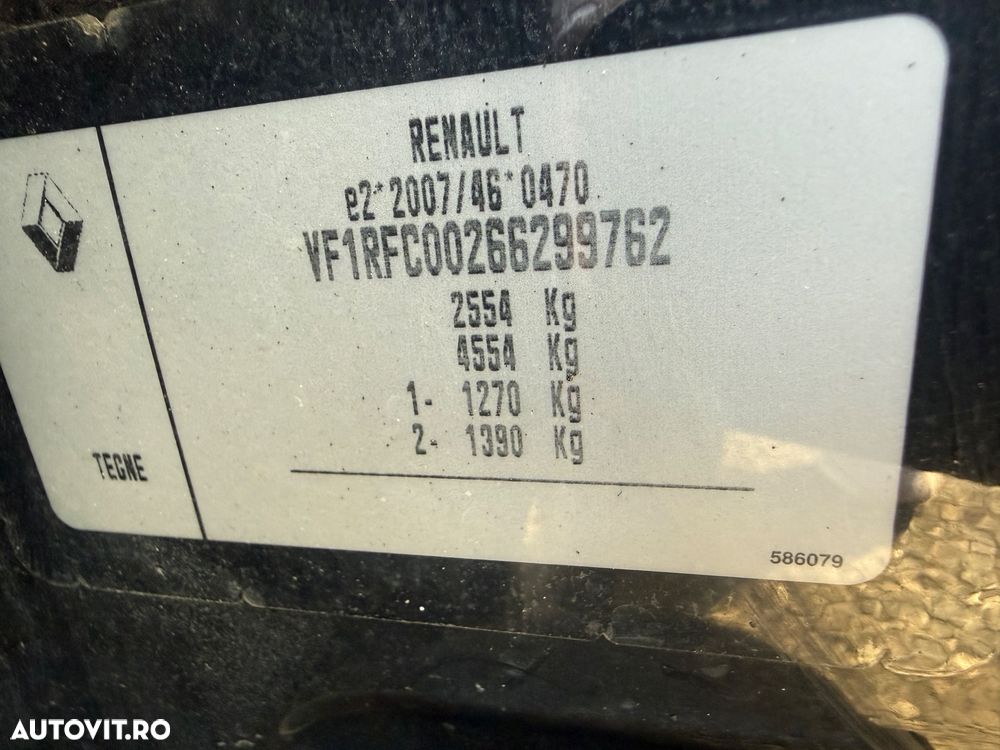 RENAULT
e2*2007/46*0470
VF1RFC00266299762
2554 Kg
4554 Kg
1- 1270 Kg
2- 1390 Kg
TEGNE
586079
AUTOVIT.RO